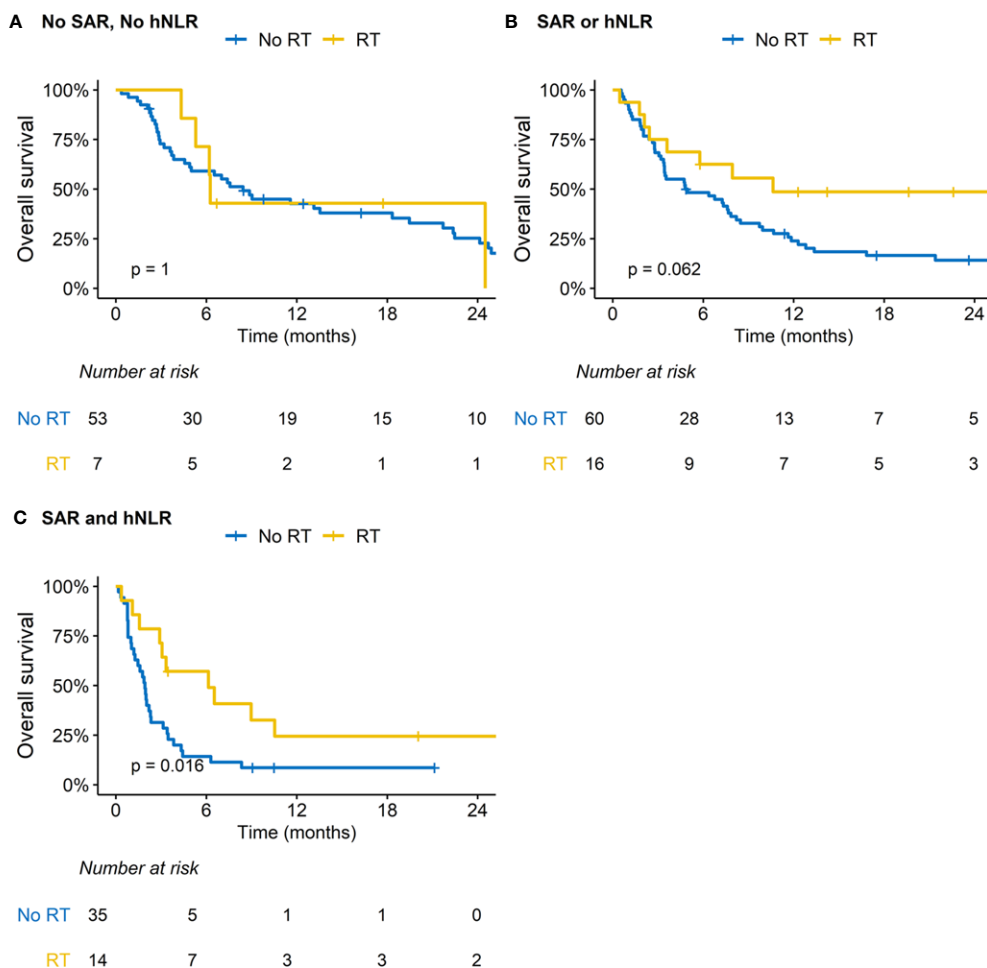 A No SAR, No hNLR
No RT RT
100%
75%
50%
25%
0%
Overall survival
p = 1
0 6 12 18 24
Time (months)
Number at risk
No RT 53 30 19 15 10
RT 7 5 2 1 1
B SAR or hNLR
No RT RT
100%
75%
50%
25%
0%
Overall survival
p = 0.062
0 6 12 18 24
Time (months)
Number at risk
No RT 60 28 13 7 5
RT 16 9 7 5 3
C SAR and hNLR
No RT RT
100%
75%
50%
25%
0%
Overall survival
p = 0.016
0 6 12 18 24
Time (months)
Number at risk
No RT 35 5 1 1 0
RT 14 7 3 3 2